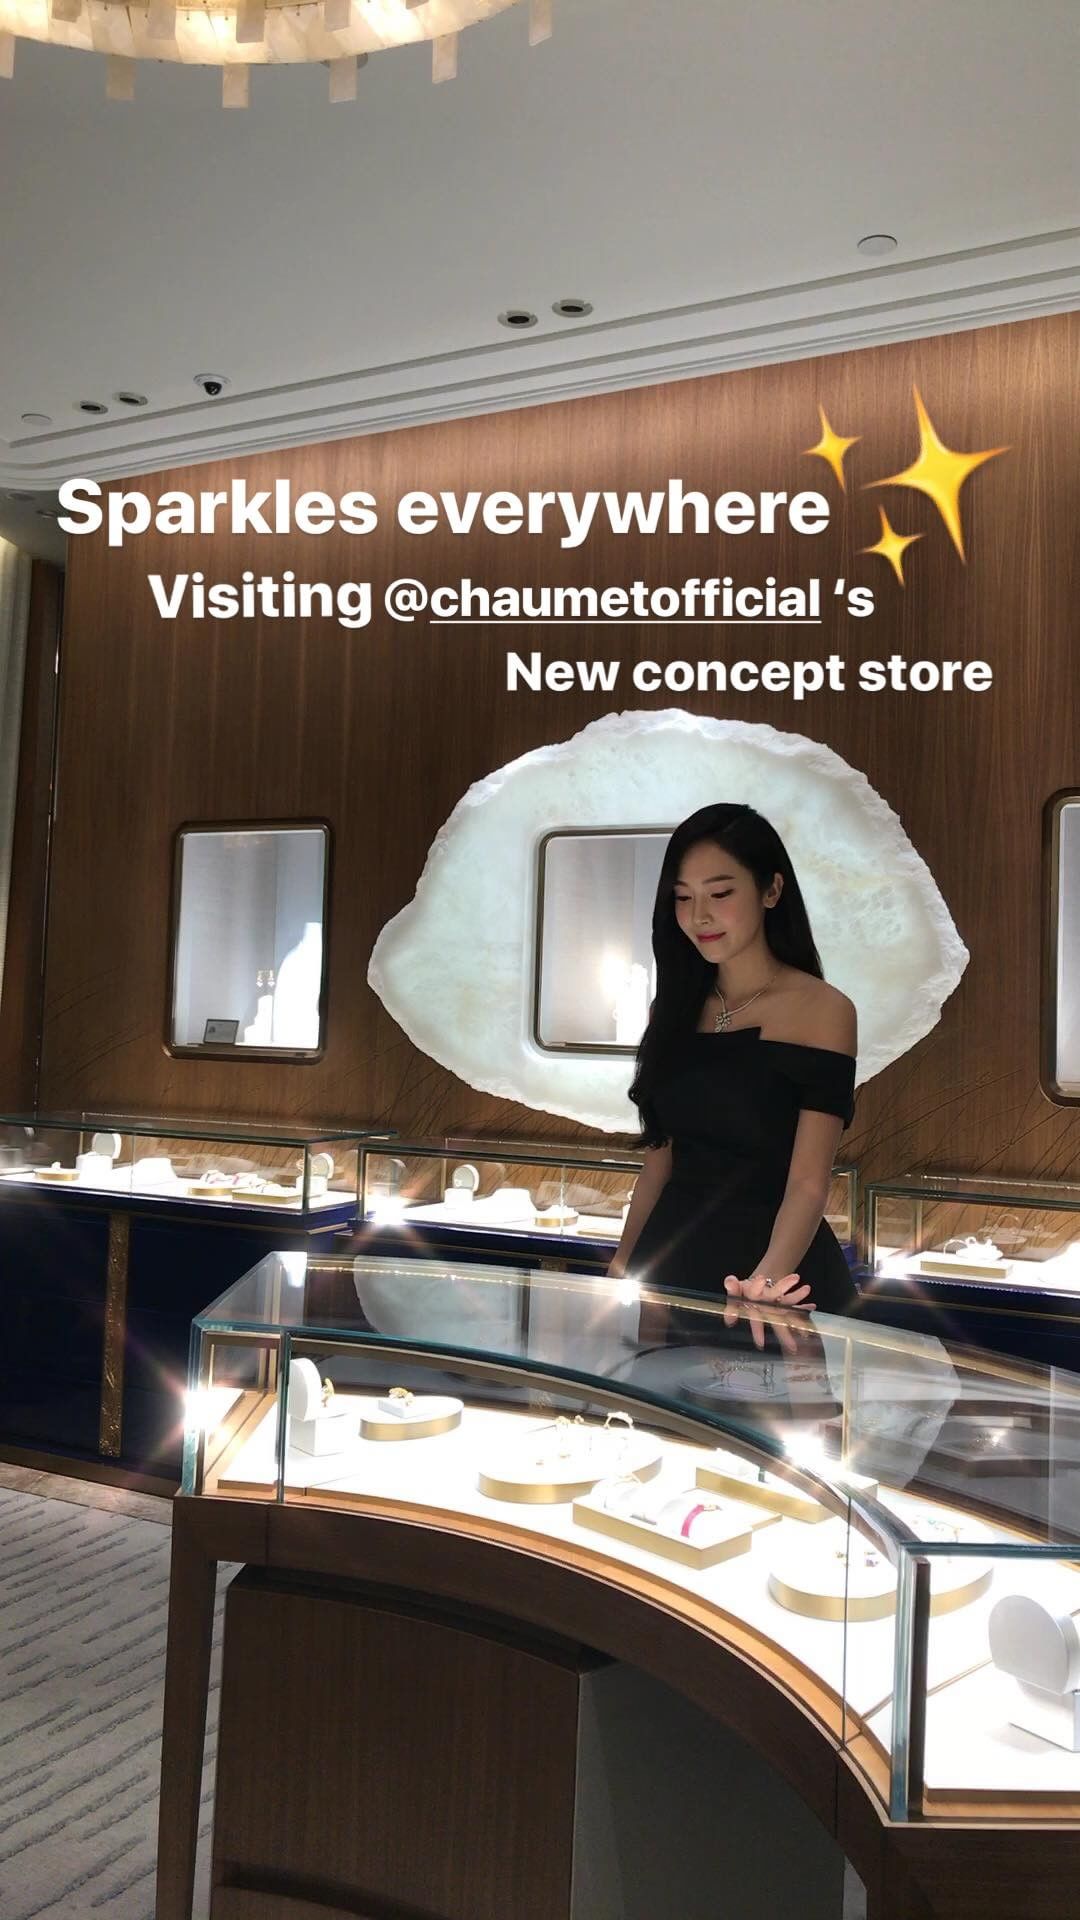 Sparkles everywhere✨
Visiting @chaumetofficial ‘s
New concept store